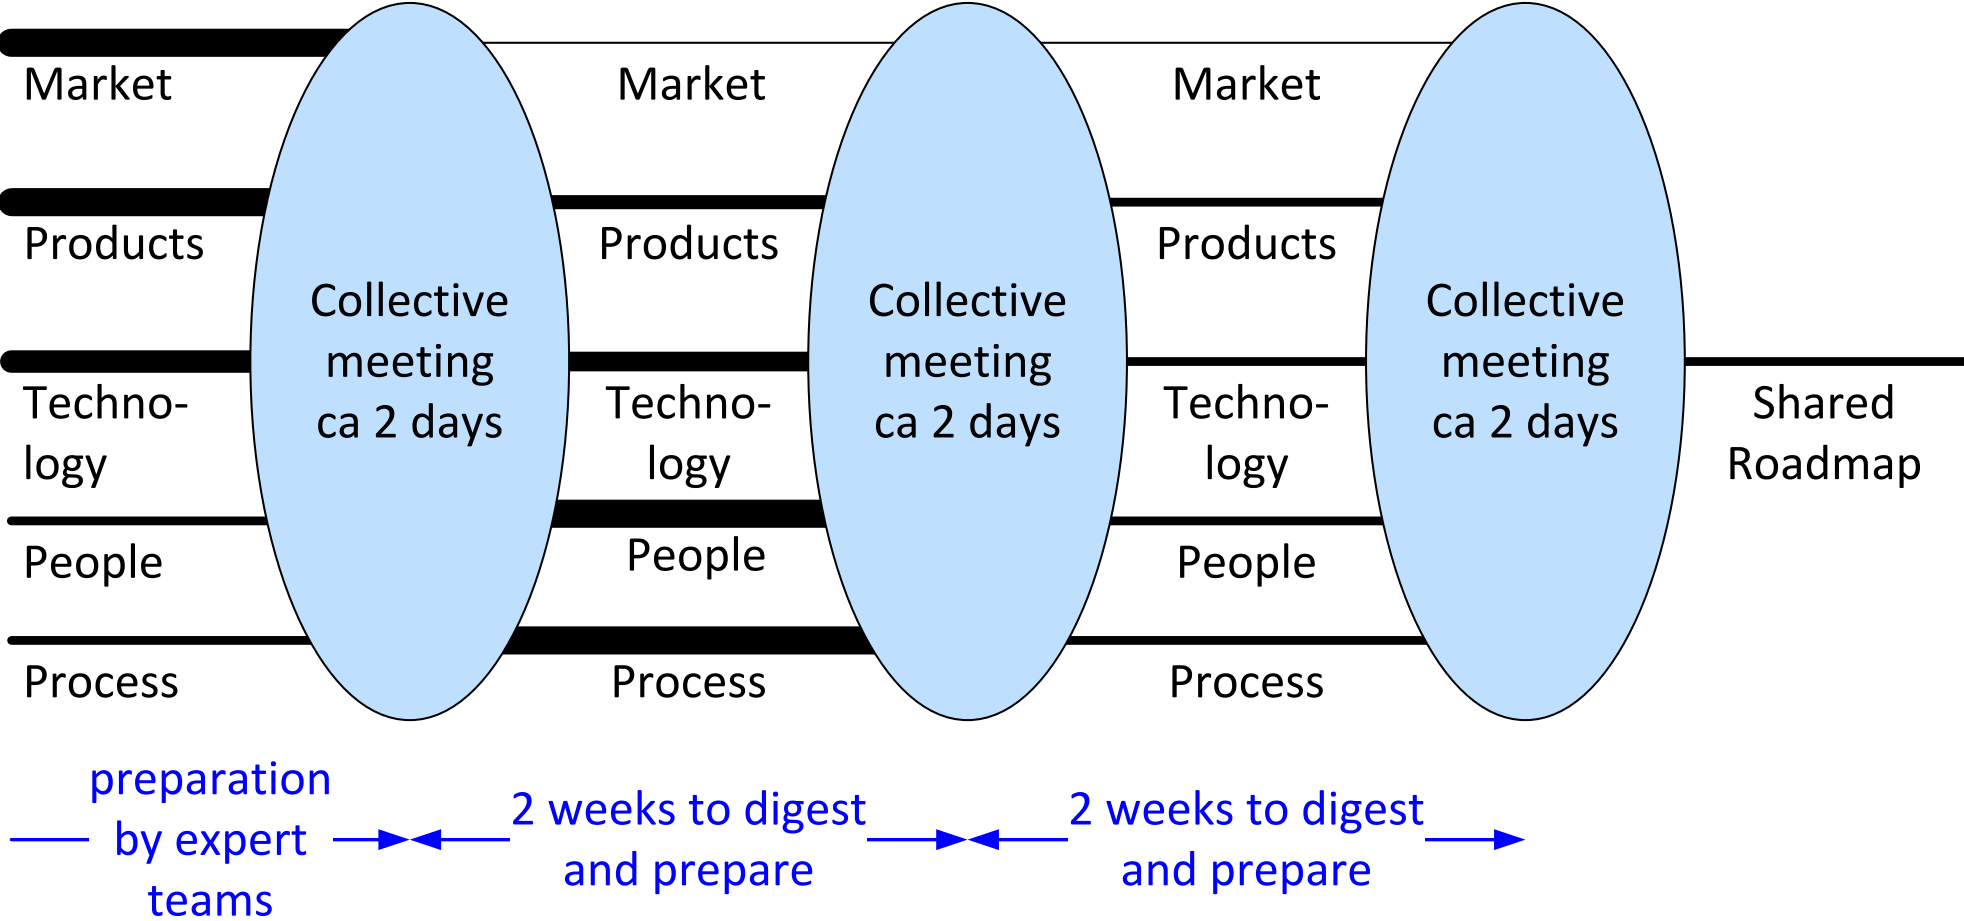 Market
Products
Techno-
logy
People
Process
Collective
meeting
ca 2 days
Market
Products
Techno-
logy
People
Process
Collective
meeting
ca 2 days
Market
Products
Techno-
logy
People
Process
Collective
meeting
ca 2 days
Shared
Roadmap
preparation
by expert
teams
2 weeks to digest
and prepare
2 weeks to digest
and prepare